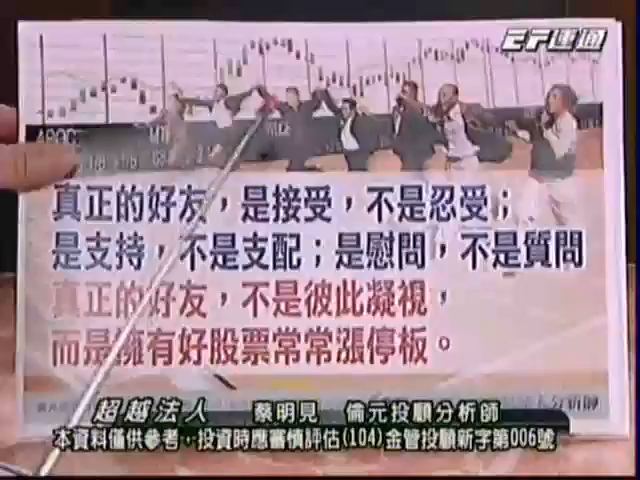 ET運通
真正的好友，是接受，不是忍受；
是支持，不是支配；是慰問，不是質問
真正的好友，不是彼此凝視，
而是擁有好股票常常漲停板。
超越法人 蔡明見 倫元投顧分析師
本資料僅供參考，投資時應審慎評估(104)金管投顧新字第006號